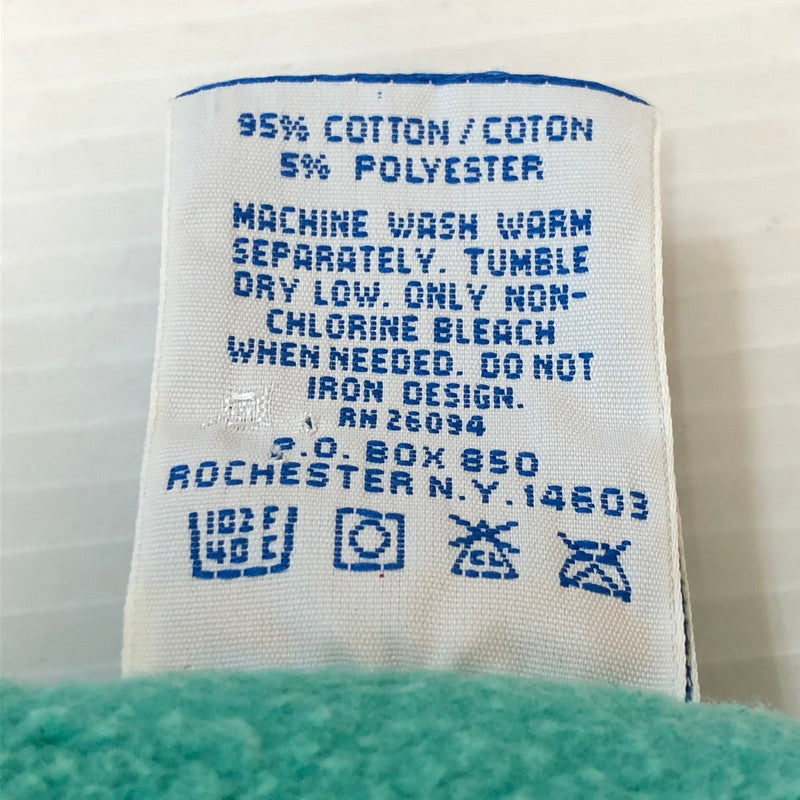 95% COTTON/COTON
5% POLYESTER
MACHINE WASH WARM
SEPARATELY. TUMBLE
DRY LOW. ONLY NON-
CHLORINE BLEACH
WHEN NEEDED. DO NOT
IRON DESIGN.
RN 26094
P.O. BOX 850
ROCHESTER N.Y. 14603
102 F
40 C
CL